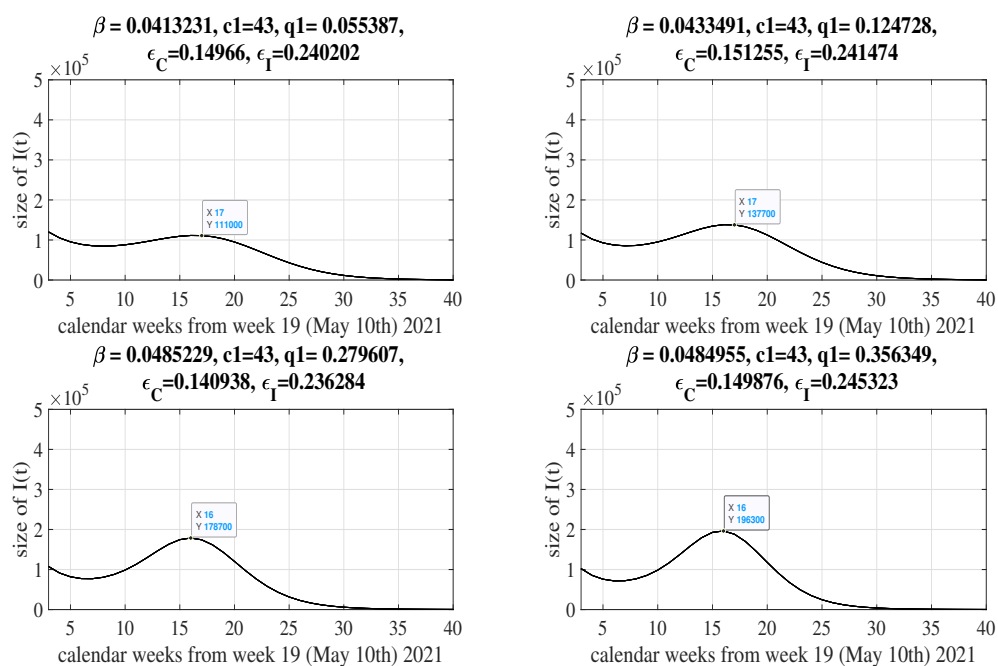 β = 0.0413231, c1=43, q1= 0.055387,
ϵ_C=0.14966, ϵ_I=0.240202
×10^5
5
4
3
2
1
0
size of I(t)
X 17
Y 111000
5 10 15 20 25 30 35 40
calendar weeks from week 19 (May 10th) 2021
β = 0.0433491, c1=43, q1= 0.124728,
ϵ_C=0.151255, ϵ_I=0.241474
×10^5
5
4
3
2
1
0
size of I(t)
X 17
Y 137700
5 10 15 20 25 30 35 40
calendar weeks from week 19 (May 10th) 2021
β = 0.0485229, c1=43, q1= 0.279607,
ϵ_C=0.140938, ϵ_I=0.236284
×10^5
5
4
3
2
1
0
size of I(t)
X 16
Y 178700
5 10 15 20 25 30 35 40
calendar weeks from week 19 (May 10th) 2021
β = 0.0484955, c1=43, q1= 0.356349,
ϵ_C=0.149876, ϵ_I=0.245323
×10^5
5
4
3
2
1
0
size of I(t)
X 16
Y 196300
5 10 15 20 25 30 35 40
calendar weeks from week 19 (May 10th) 2021